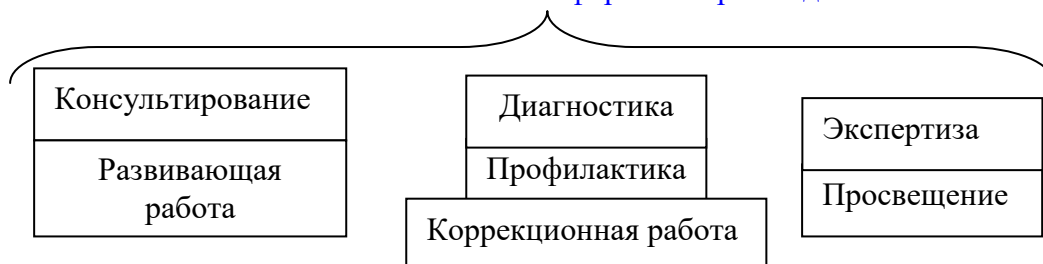 Консультирование
Развивающая
работа
Диагностика
Профилактика
Коррекционная работа
Экспертиза
Просвещение